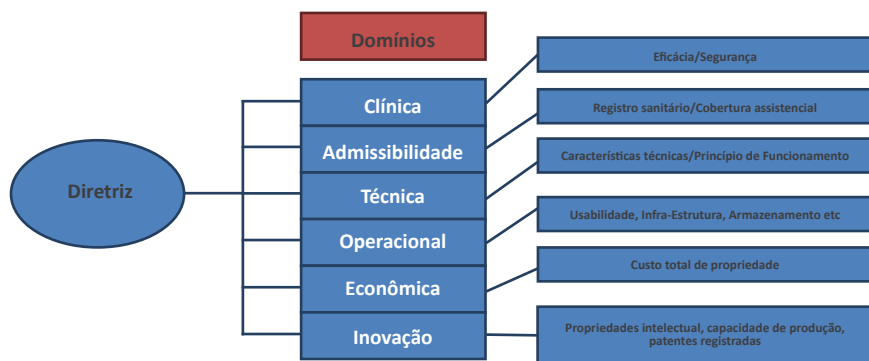 Domínios
Diretriz
Clínica
Eficácia/Segurança
Admissibilidade
Registro sanitário/Cobertura assistencial
Técnica
Características técnicas/Princípio de Funcionamento
Operacional
Usabilidade, Infra-Estrutura, Armazenamento etc
Econômica
Custo total de propriedade
Inovação
Propriedades intelectual, capacidade de produção,
patentes registradas